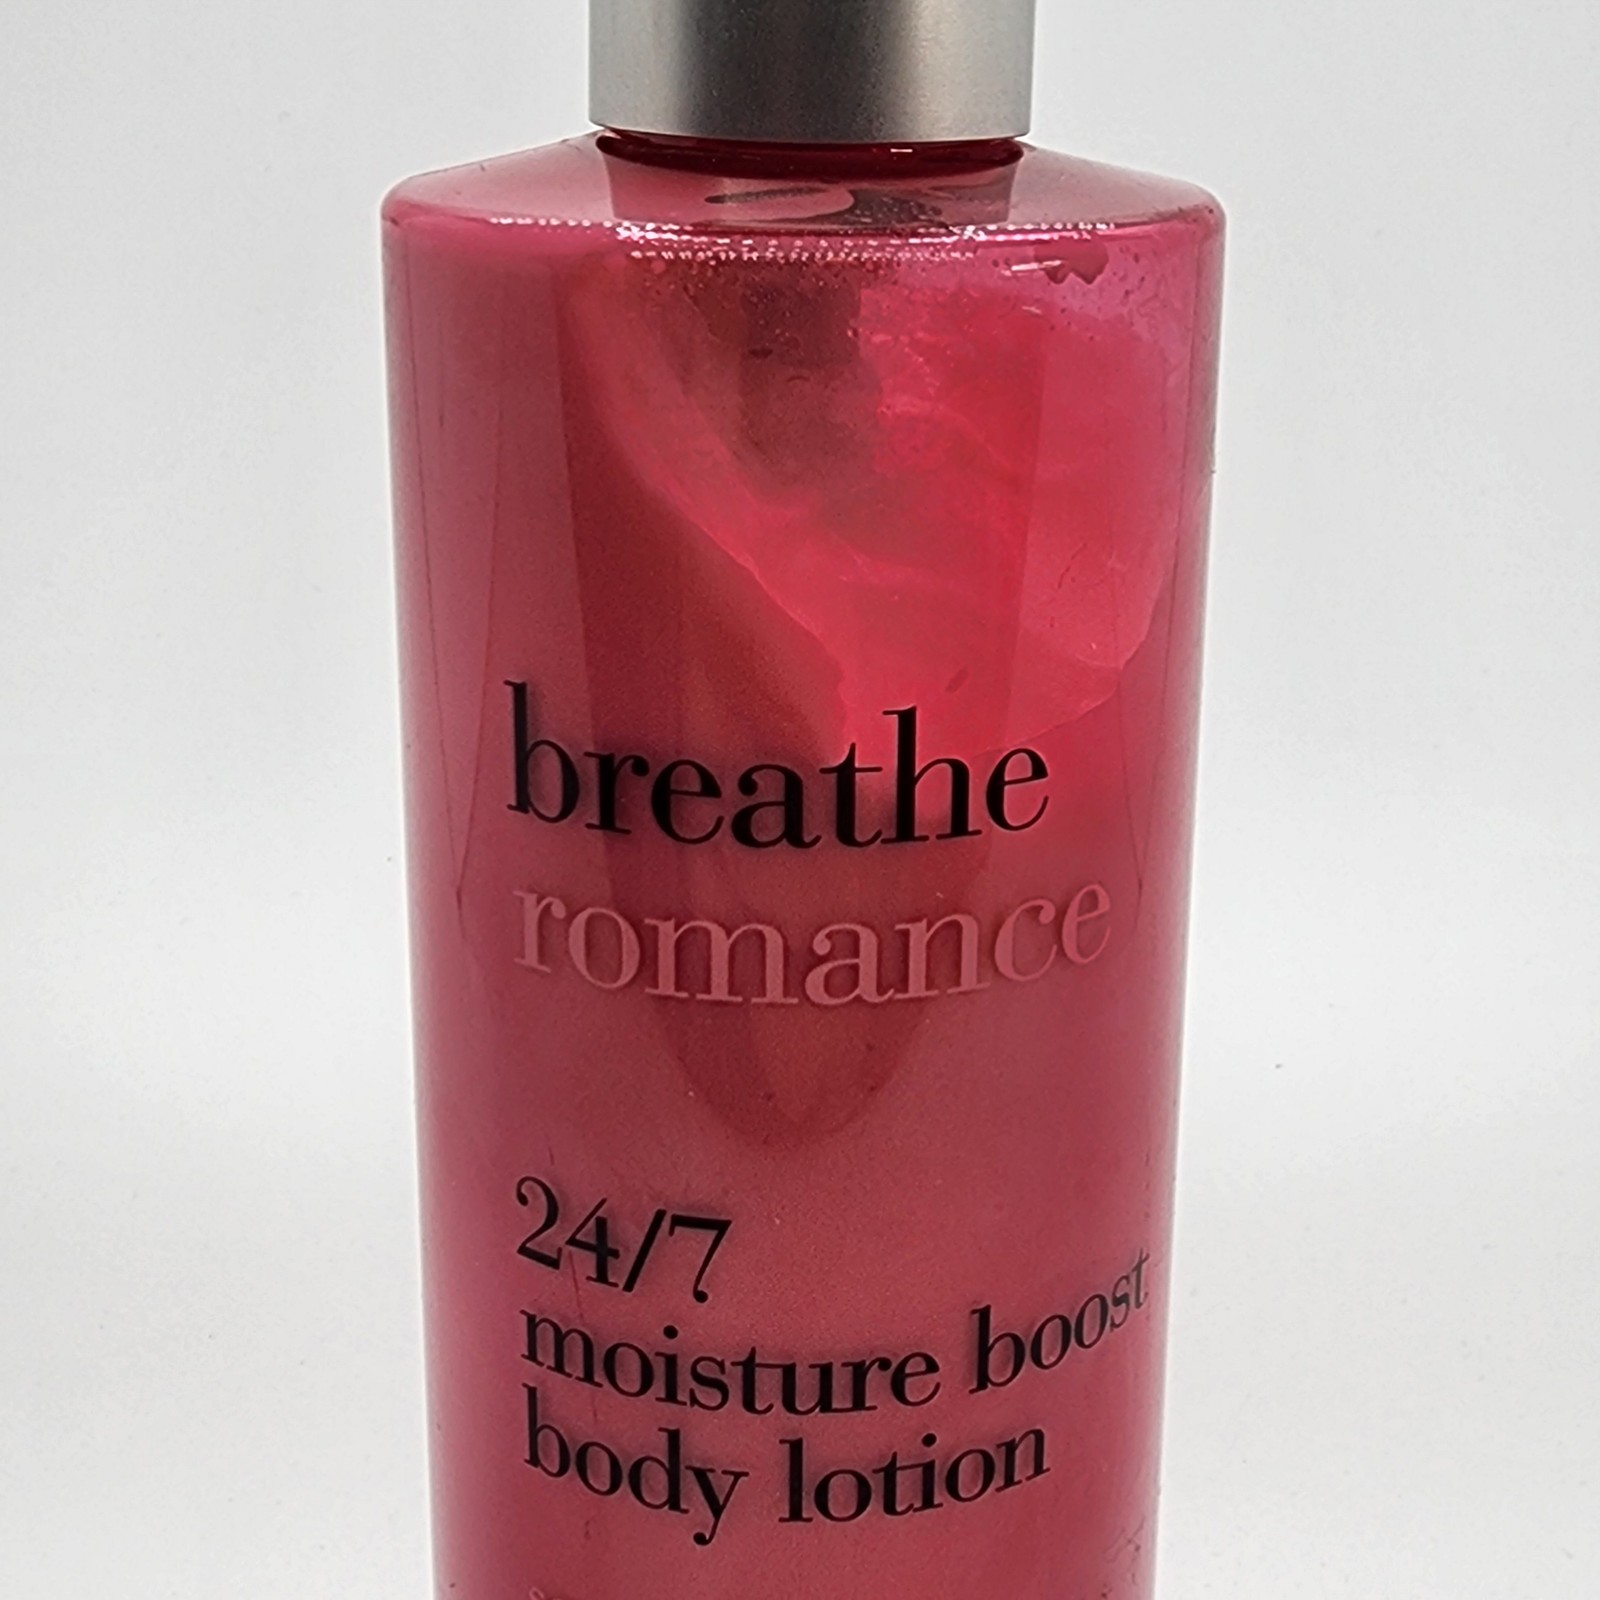 breathe
romance
24/7
moisture boost
body lotion